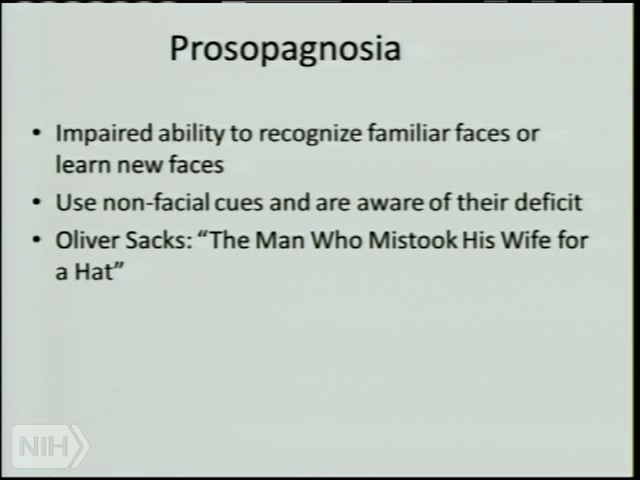 Prosopagnosia
• Impaired ability to recognize familiar faces or
learn new faces
• Use non-facial cues and are aware of their deficit
• Oliver Sacks: “The Man Who Mistook His Wife for
a Hat”
NIH